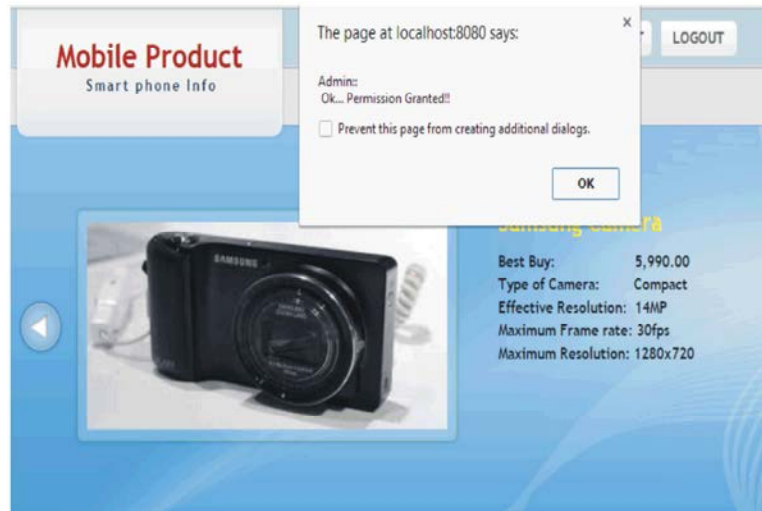 Mobile Product
Smart phone Info
The page at localhost:8080 says:
x
LOGOUT
Admin::
Ok... Permission Granted!!
Prevent this page from creating additional dialogs.
OK
Samsung Camera
SAMSUNG
Best Buy: 5,990.00
Type of Camera: Compact
Effective Resolution: 14MP
Maximum Frame rate: 30fps
Maximum Resolution: 1280x720